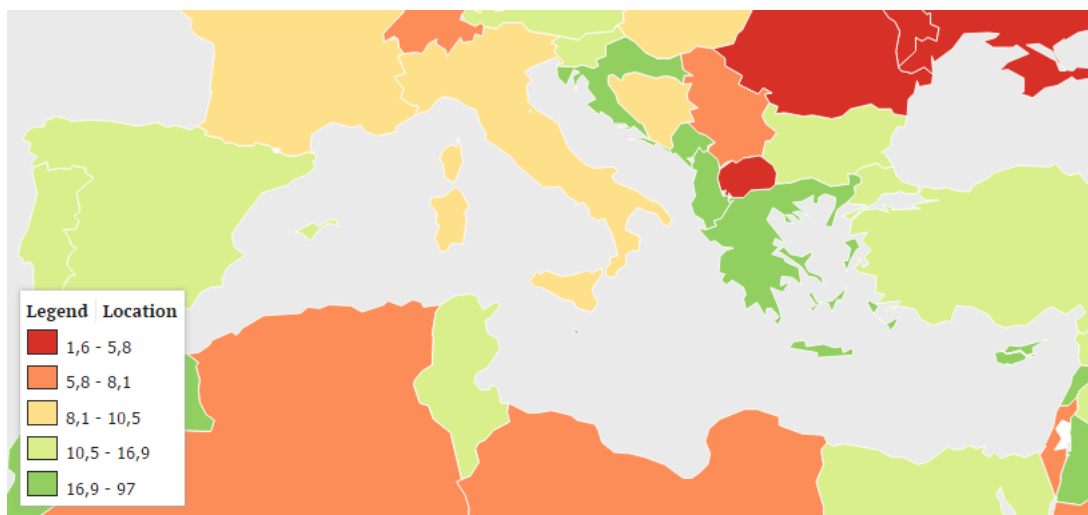 Legend Location
1,6 - 5,8
5,8 - 8,1
8,1 - 10,5
10,5 - 16,9
16,9 - 97